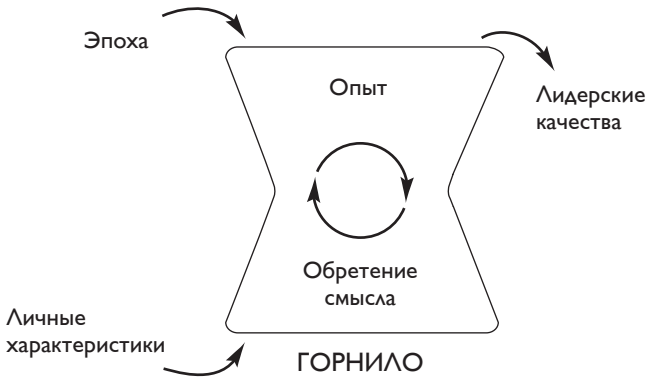 Эпоха
Опыт
Лидерские
качества
Обретение
смысла
Личные
характеристики
ГОРНИЛО